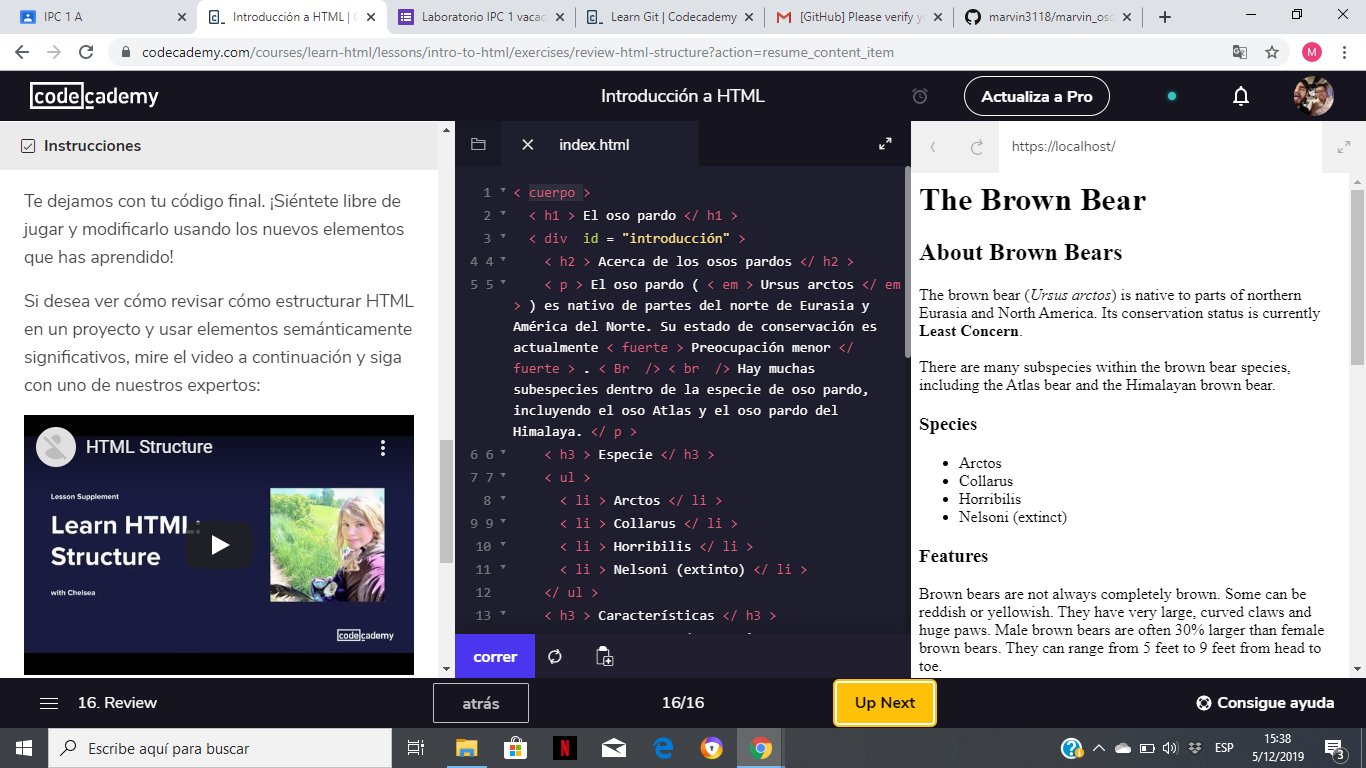 IPC 1 A
Introducción a HTML | C
Laboratorio IPC 1 vacac
Learn Git | Codecademy
[GitHub] Please verify y
marvin3118/marvin_osc
codecademy.com/courses/learn-html/lessons/intro-to-html/exercises/review-html-structure?action=resume_content_item
M
codecademy
Introducción a HTML
Actualiza a Pro
Instrucciones
Te dejamos con tu código final. ¡Siéntete libre de
jugar y modificarlo usando los nuevos elementos
que has aprendido!
Si desea ver cómo revisar cómo estructurar HTML
en un proyecto y usar elementos semánticamente
significativos, mire el video a continuación y siga
con uno de nuestros expertos:
HTML Structure
Lesson Supplement
Learn HTML:
Structure
with Chelsea
codecademy
index.html
1 < cuerpo >
2 < h1 > El oso pardo </ h1 >
3 < div id = "introducción" >
4 4 < h2 > Acerca de los osos pardos </ h2 >
5 5 < p > El oso pardo ( < em > Ursus arctos </ em
> ) es nativo de partes del norte de Eurasia y
América del Norte. Su estado de conservación es
actualmente < fuerte > Preocupación menor </
fuerte > . < Br /> < br /> Hay muchas
subespecies dentro de la especie de oso pardo,
incluyendo el oso Atlas y el oso pardo del
Himalaya. </ p >
6 6 < h3 > Especie </ h3 >
7 7 < ul >
8 < li > Arctos </ li >
9 9 < li > Collarus </ li >
10 < li > Horribilis </ li >
11 < li > Nelsoni (extinto) </ li >
12 </ ul >
13 < h3 > Características </ h3 >
correr
https://localhost/
The Brown Bear
About Brown Bears
The brown bear (Ursus arctos) is native to parts of northern
Eurasia and North America. Its conservation status is currently
Least Concern.
There are many subspecies within the brown bear species,
including the Atlas bear and the Himalayan brown bear.
Species
• Arctos
• Collarus
• Horribilis
• Nelsoni (extinct)
Features
Brown bears are not always completely brown. Some can be
reddish or yellowish. They have very large, curved claws and
huge paws. Male brown bears are often 30% larger than female
brown bears. They can range from 5 feet to 9 feet from head to
toe.
16. Review
atrás
16/16
Up Next
Consigue ayuda
Escribe aquí para buscar
ESP
15:38
5/12/2019
3